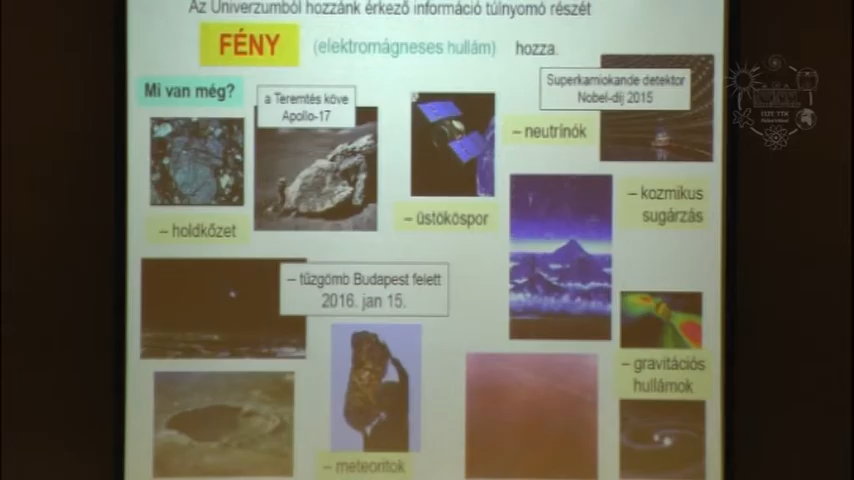 Az Univerzumból hozzánk érkező információ túlnyomó részét
FÉNY (elektromágneses hullám) hozza.
Mi van még?
a Teremtés köve
Apollo-17
Superkamiokande detektor
Nobel-díj 2015
– neutrínók
– kozmikus
sugárzás
– üstököspor
– holdkőzet
– tűzgömb Budapest felett
2016. jan 15.
– gravitációs
hullámok
– meteoritok